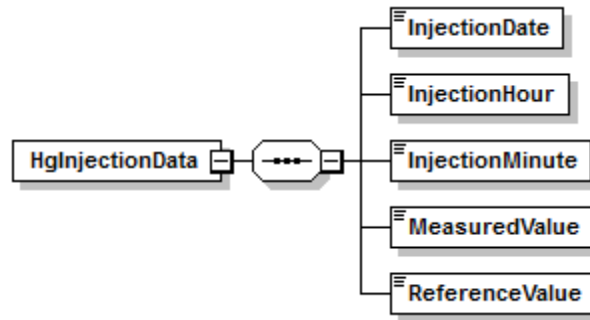 InjectionDate
InjectionHour
HgInjectionData
InjectionMinute
MeasuredValue
ReferenceValue